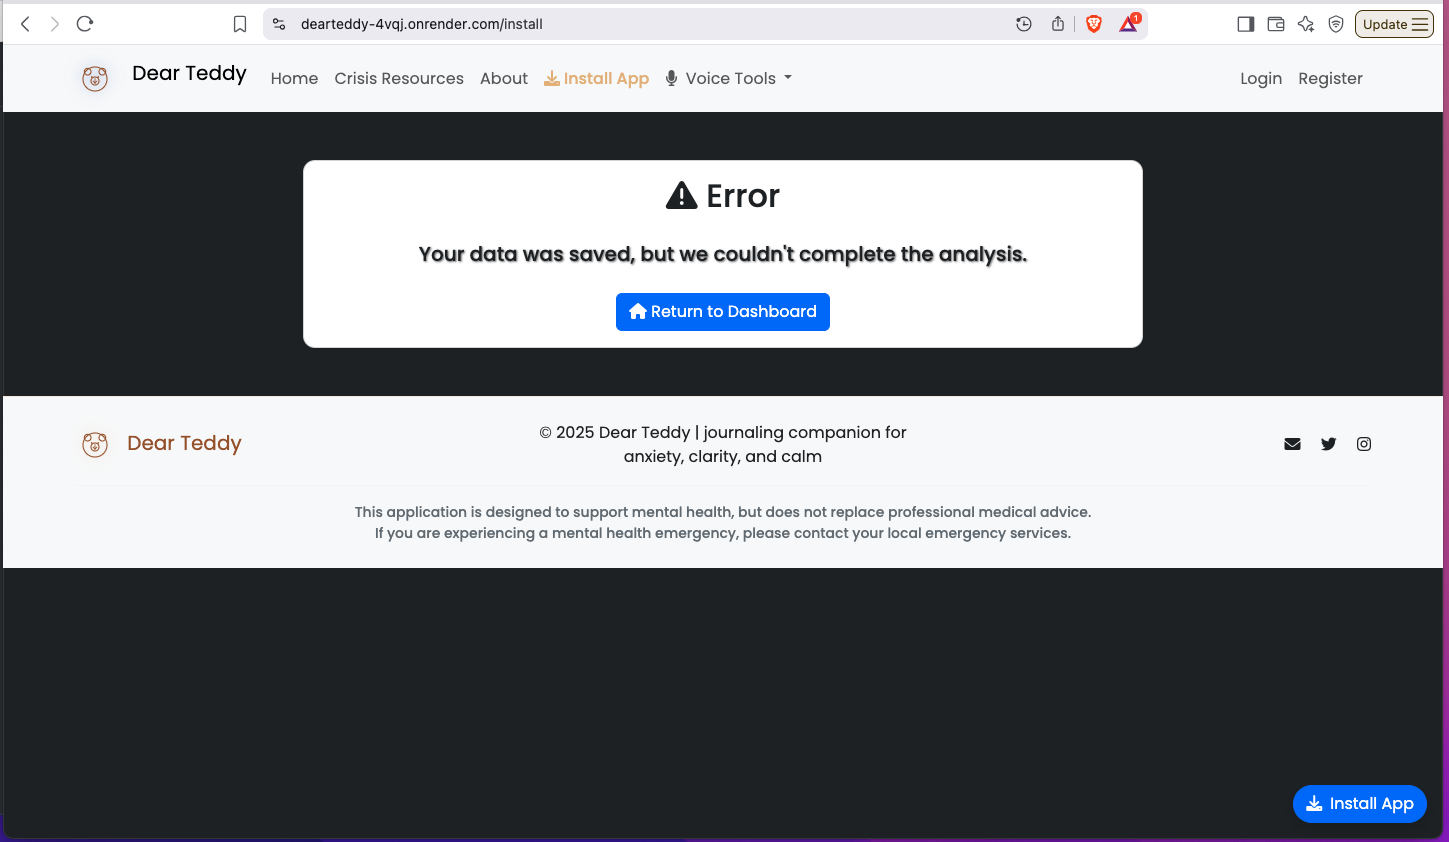 dearteddy-4vqj.onrender.com/install
1
Update
Dear Teddy
Home
Crisis Resources
About
Install App
Voice Tools
Login
Register
Error
Your data was saved, but we couldn't complete the analysis.
Return to Dashboard
Dear Teddy
© 2025 Dear Teddy | journaling companion for
anxiety, clarity, and calm
This application is designed to support mental health, but does not replace professional medical advice.
If you are experiencing a mental health emergency, please contact your local emergency services.
Install App